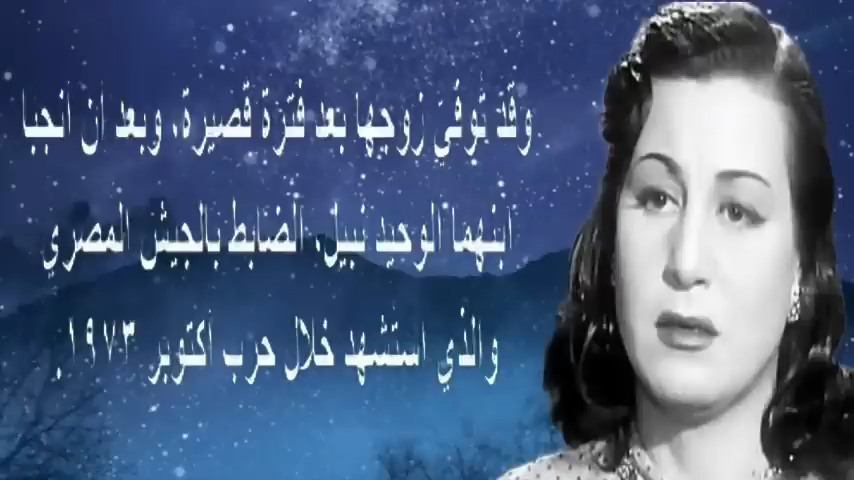 وقد توفيّ زوجها بعد فترة قصيرة، وبعد ان انجبا
ابنهما الوحيد نبيل، الضابط بالجيش المصري
والذي استشهد خلال حرب اكتوبر ١٩٧٣.